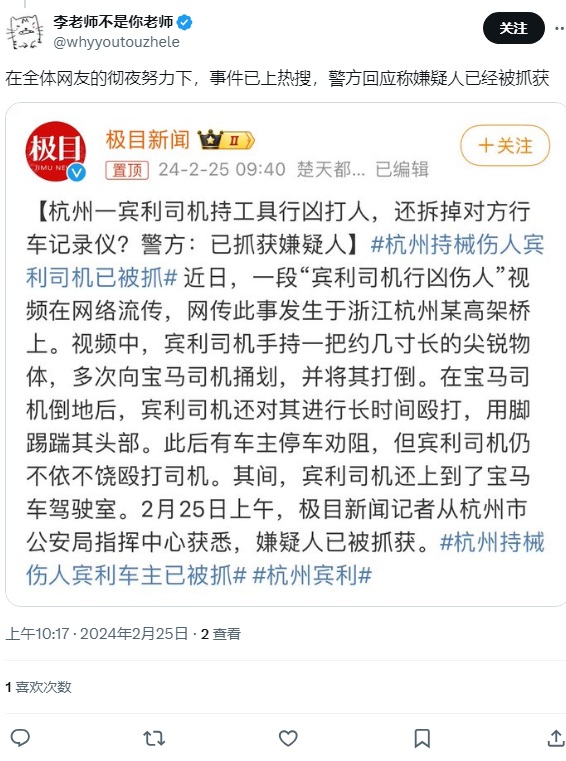 李老师不是你老师
@whyyoutouzhele
关注
在全体网友的彻夜努力下，事件已上热搜，警方回应称嫌疑人已经被抓获
极目
JIMU NEWS
极目新闻 II
+关注
置顶 24-2-25 09:40 楚天都... 已编辑
【杭州一宾利司机持工具行凶打人，还拆掉对方行
车记录仪？警方：已抓获嫌疑人】#杭州持械伤人宾
利司机已被抓# 近日，一段“宾利司机行凶伤人”视
频在网络流传，网传此事发生于浙江杭州某高架桥
上。视频中，宾利司机手持一把约几寸长的尖锐物
体，多次向宝马司机捅划，并将其打倒。在宝马司
机倒地后，宾利司机还对其进行长时间殴打，用脚
踢踹其头部。此后有车主停车劝阻，但宾利司机仍
不依不饶殴打司机。其间，宾利司机还上到了宝马
车驾驶室。2月25日上午，极目新闻记者从杭州市
公安局指挥中心获悉，嫌疑人已被抓获。#杭州持械
伤人宾利车主已被抓# #杭州宾利#
上午10:17 · 2024年2月25日 · 2 查看
1 喜欢次数